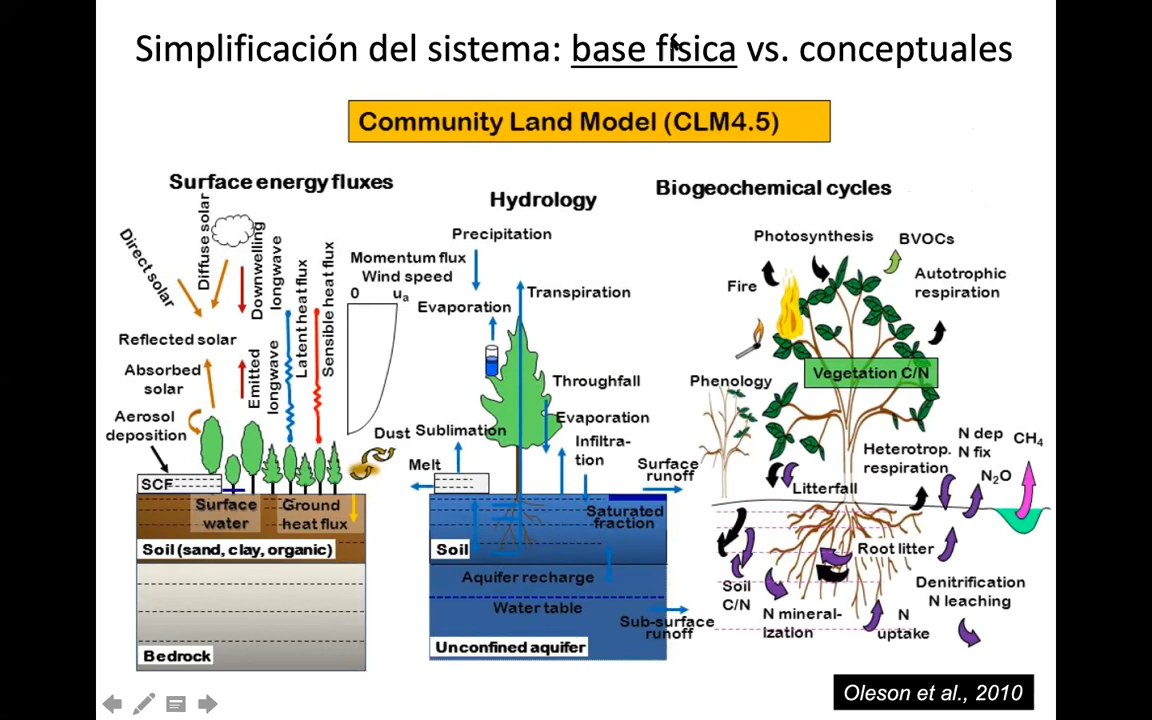 Simplificación del sistema: base física vs. conceptuales
Community Land Model (CLM4.5)
Surface energy fluxes
Direct solar
Diffuse solar
Downwelling
longwave
Reflected solar
Absorbed
solar
Emitted
longwave
Latent heat flux
Sensible heat flux
Aerosol
deposition
Momentum flux
Wind speed
0 ua
Dust
SCF
Surface
water
Ground
heat flux
Soil (sand, clay, organic)
Bedrock
Hydrology
Precipitation
Evaporation
Transpiration
Throughfall
Evaporation
Sublimation
Infiltra-
tion
Melt
Surface
runoff
Saturated
fraction
Soil
Aquifer recharge
Water table
Sub-surface
runoff
Unconfined aquifer
Biogeochemical cycles
Photosynthesis
BVOCs
Fire
Autotrophic
respiration
Vegetation C/N
Phenology
Heterotrop.
respiration
N dep
N fix
CH4
N2O
Litterfall
Root litter
Soil
C/N
N mineral-
ization
N
uptake
Denitrification
N leaching
Oleson et al., 2010